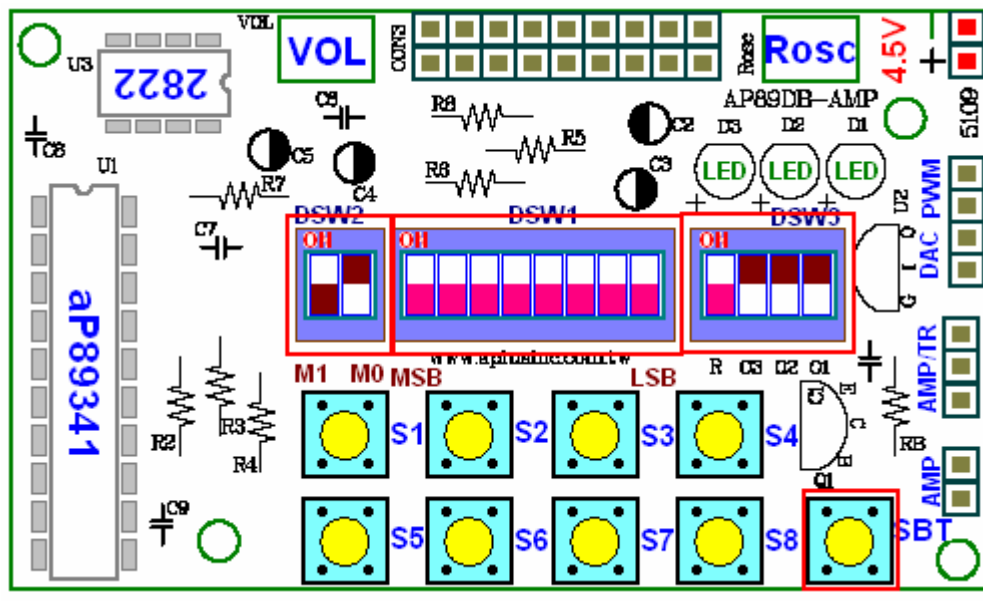 VOL
VOL
CON3
Rosc
Rosc
4.5V
− +
5109
U3
2822
C8
U1
C6
R8
C2
AP89DB-AMP
D3 D2 D1
LED LED LED
+ + +
C5
C4
R5
R6
C3
R7
C7
DSW2 DSW1 DSW3
ON ON ON
U2
O
I
G
DAC PWM
aP89341
www.aplusinc.com.tw
M1 M0 MSB LSB
R O3 O2 O1
AMP/TR
R2
R3
R4
S1 S2 S3 S4
E
C
Q1
RB
AMP
C9
S5 S6 S7 S8
SBT